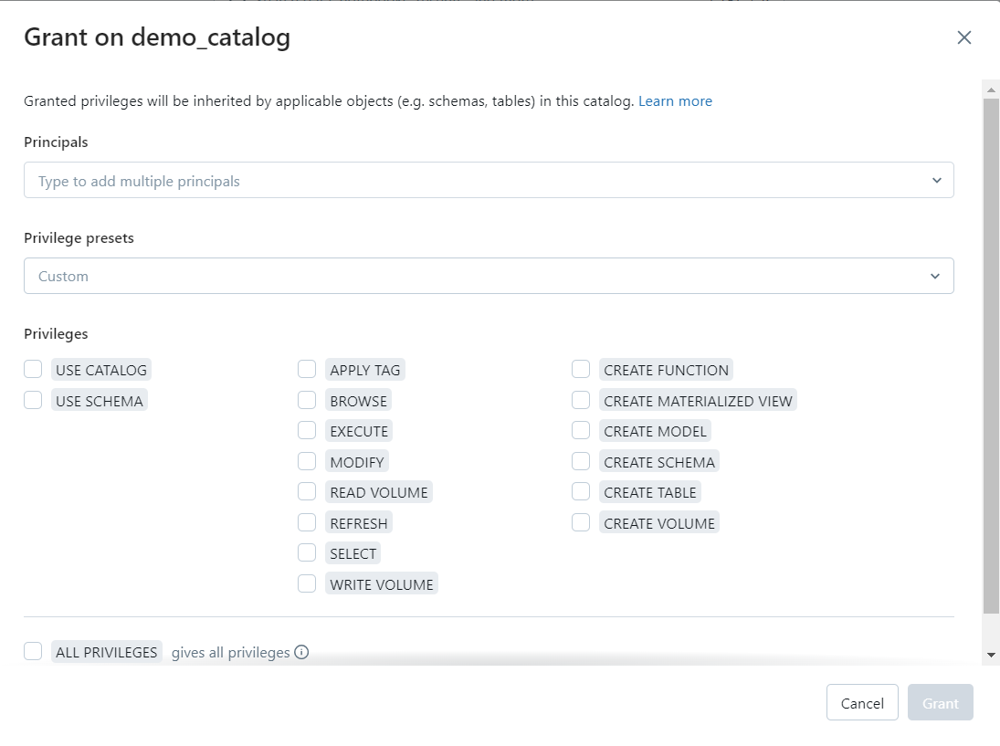 Grant on demo_catalog
Granted privileges will be inherited by applicable objects (e.g. schemas, tables) in this catalog. Learn more
Principals
Type to add multiple principals
Privilege presets
Custom
Privileges
USE CATALOG
USE SCHEMA
APPLY TAG
BROWSE
EXECUTE
MODIFY
READ VOLUME
REFRESH
SELECT
WRITE VOLUME
CREATE FUNCTION
CREATE MATERIALIZED VIEW
CREATE MODEL
CREATE SCHEMA
CREATE TABLE
CREATE VOLUME
ALL PRIVILEGES gives all privileges
Cancel
Grant